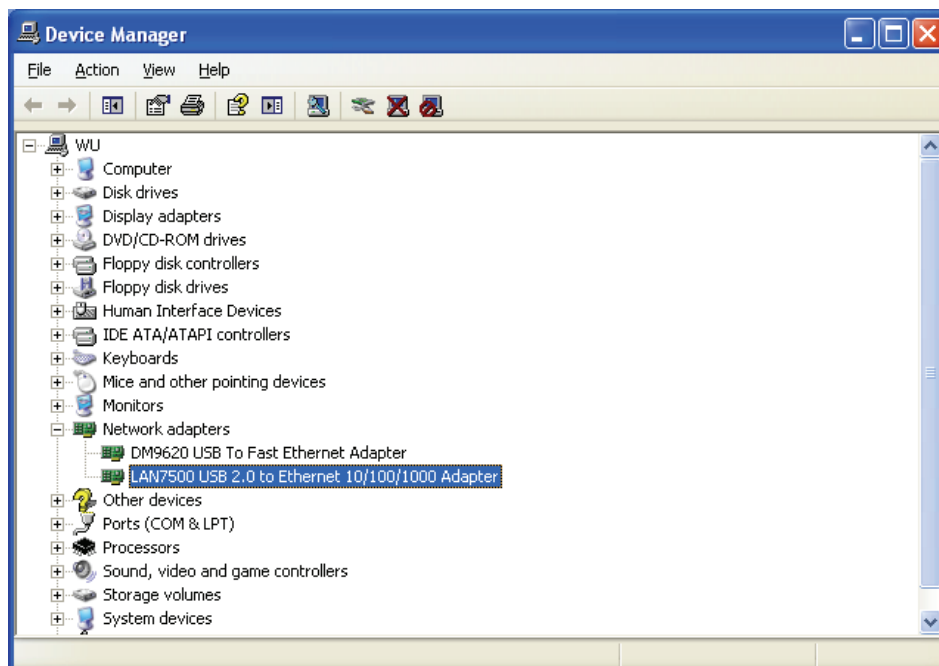 Device Manager
File Action View Help
WU
Computer
Disk drives
Display adapters
DVD/CD-ROM drives
Floppy disk controllers
Floppy disk drives
Human Interface Devices
IDE ATA/ATAPI controllers
Keyboards
Mice and other pointing devices
Monitors
Network adapters
DM9620 USB To Fast Ethernet Adapter
LAN7500 USB 2.0 to Ethernet 10/100/1000 Adapter
Other devices
Ports (COM & LPT)
Processors
Sound, video and game controllers
Storage volumes
System devices